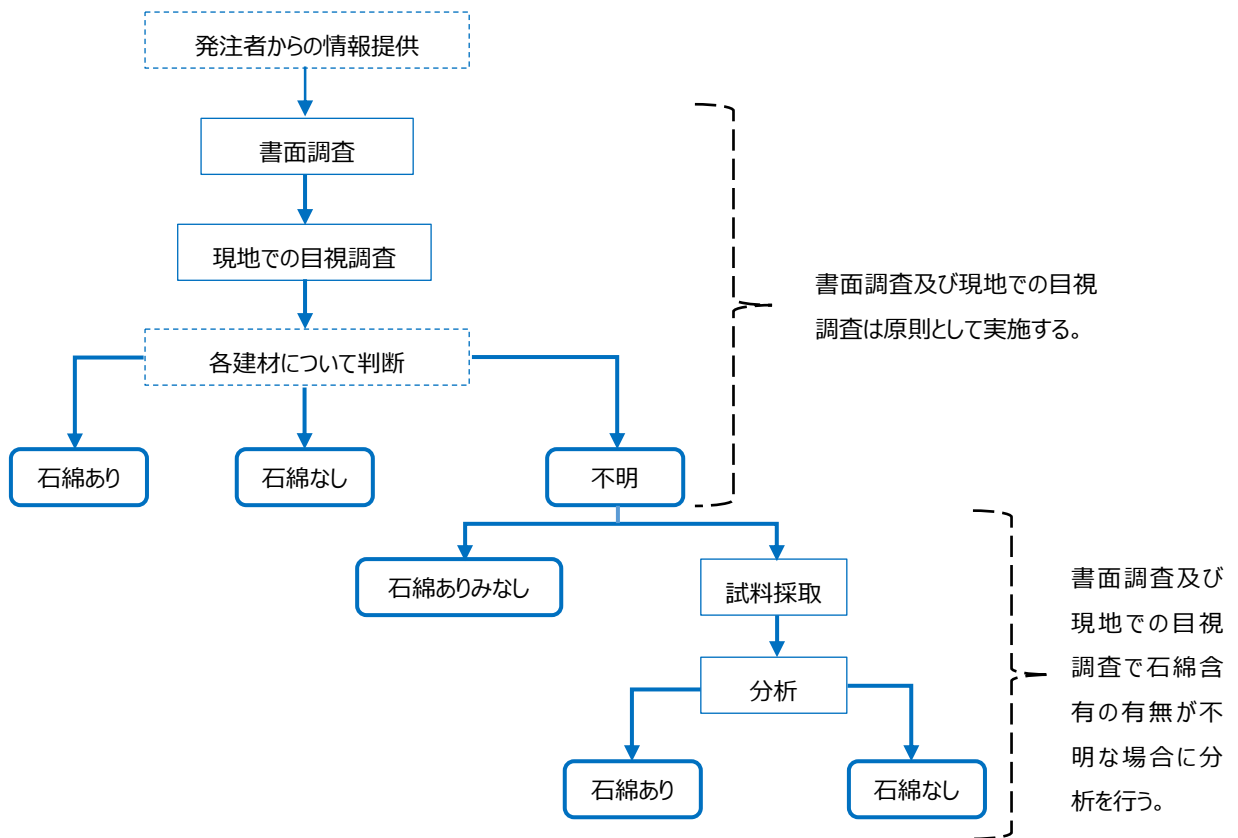 発注者からの情報提供
書面調査
現地での目視調査
各建材について判断
石綿あり
石綿なし
不明
書面調査及び現地での目視
調査は原則として実施する。
石綿ありみなし
試料採取
分析
石綿あり
石綿なし
書面調査及び
現地での目視
調査で石綿含
有の有無が不
明な場合に分
析を行う。